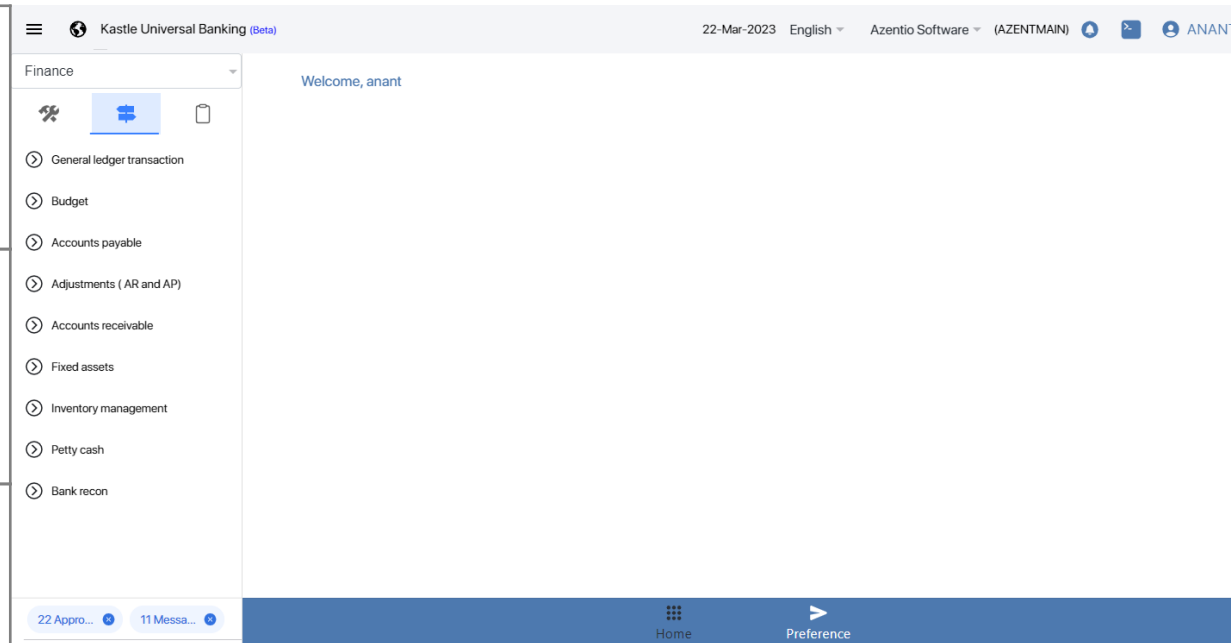 Kastle Universal Banking (Beta)
22-Mar-2023 English Azentio Software (AZENTMAIN) ANANT
Finance
Welcome, anant
General ledger transaction
Budget
Accounts payable
Adjustments ( AR and AP)
Accounts receivable
Fixed assets
Inventory management
Petty cash
Bank recon
22 Appro... 11 Messa...
Home Preference